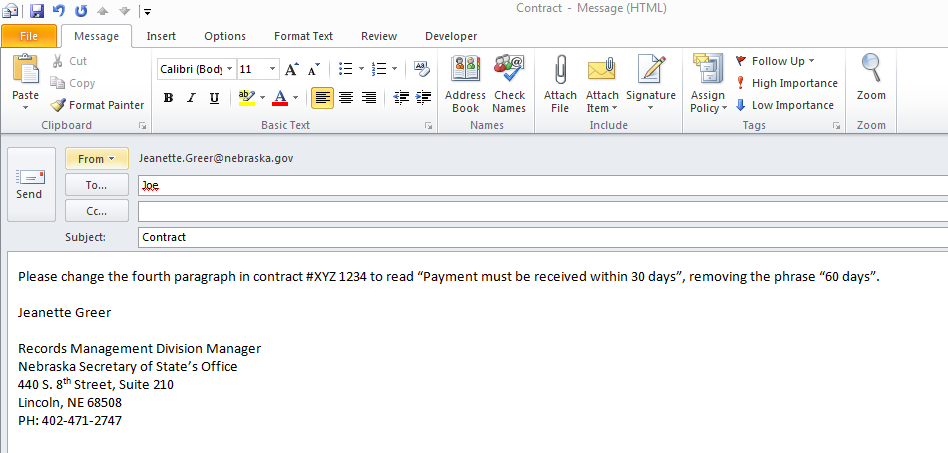 Contract - Message (HTML)
File Message Insert Options Format Text Review Developer
Paste
Cut
Copy
Format Painter
Clipboard
Calibri (Body 11 A A
B I U ab A
Basic Text
Address Book
Check Names
Names
Attach File
Attach Item
Signature
Include
Assign Policy
Follow Up
High Importance
Low Importance
Tags
Zoom
Zoom
Send
From Jeanette.Greer@nebraska.gov
To... Joe
Cc...
Subject: Contract
Please change the fourth paragraph in contract #XYZ 1234 to read “Payment must be received within 30 days”, removing the phrase “60 days”.
Jeanette Greer
Records Management Division Manager
Nebraska Secretary of State’s Office
440 S. 8th Street, Suite 210
Lincoln, NE 68508
PH: 402-471-2747